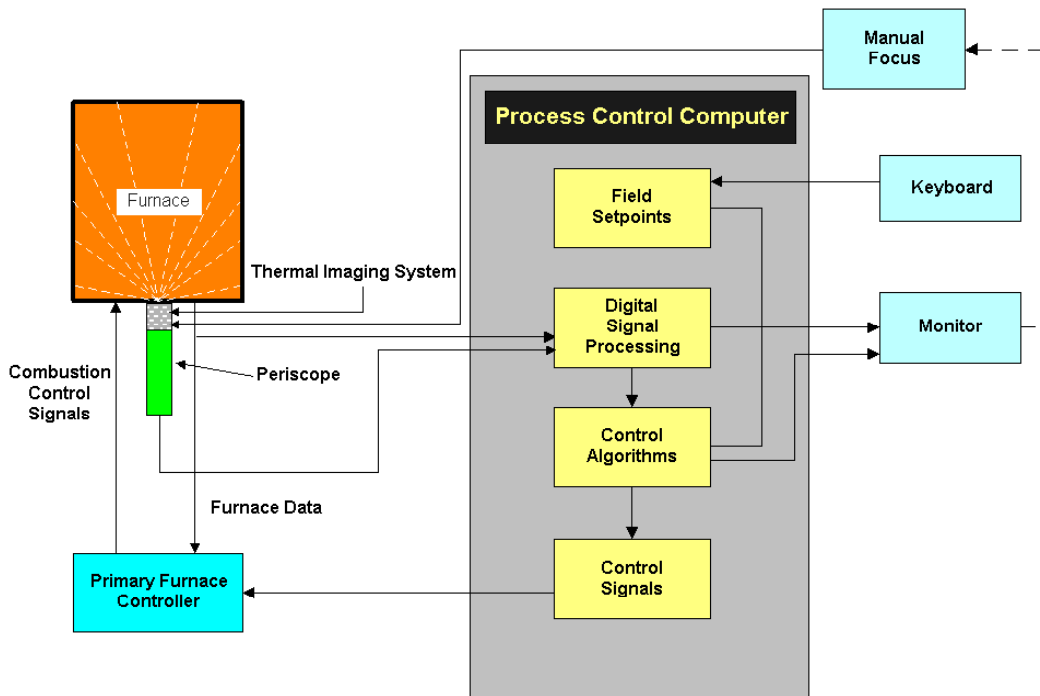 Manual
Focus
Process Control Computer
Field
Setpoints
Keyboard
Furnace
Thermal Imaging System
Digital
Signal
Processing
Monitor
Combustion
Control
Signals
Periscope
Control
Algorithms
Furnace Data
Primary Furnace
Controller
Control
Signals